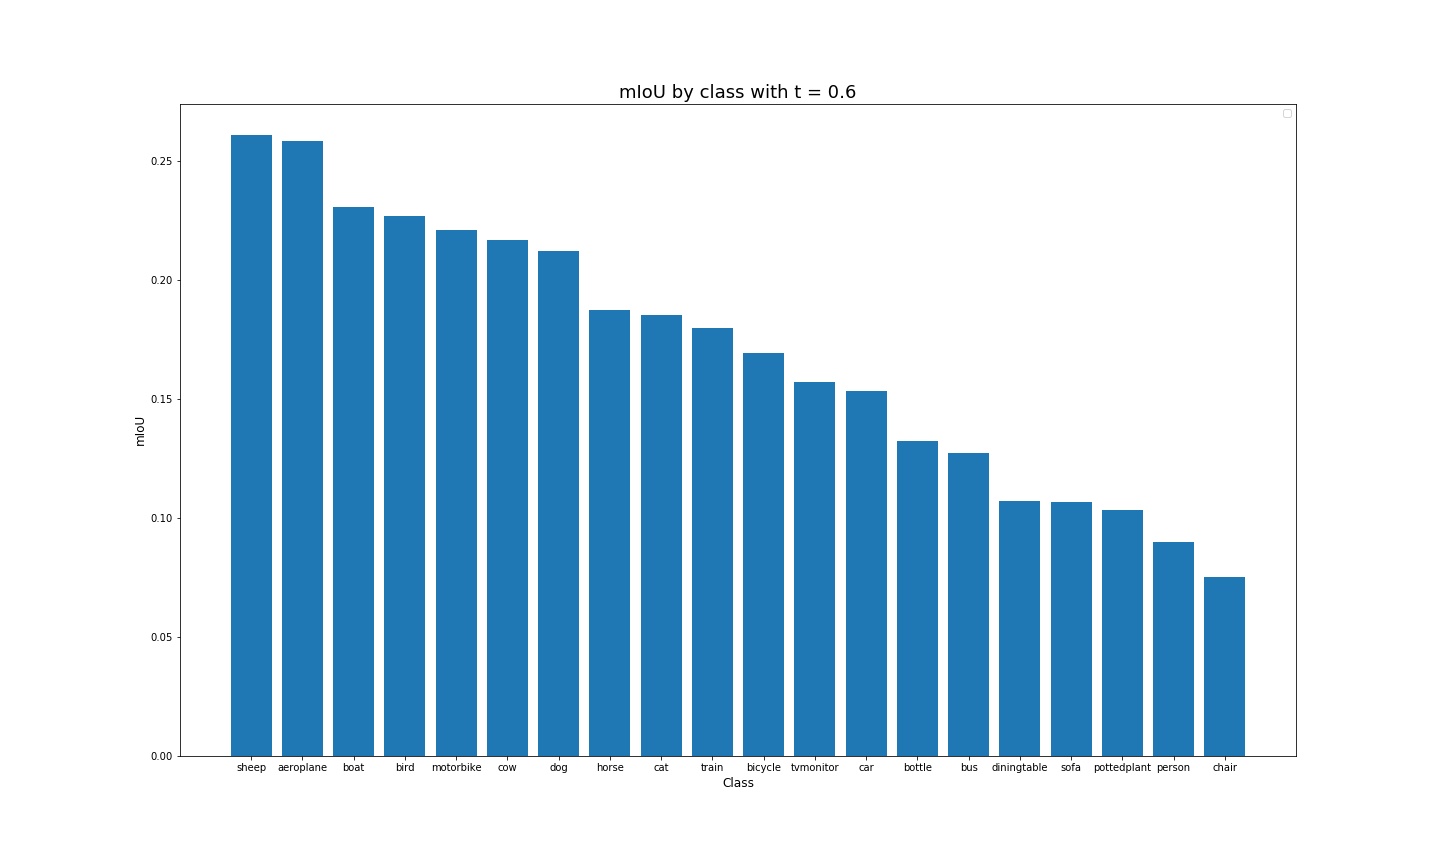 mIoU by class with t = 0.6
0.25
0.20
0.15
0.10
0.05
0.00
mIoU
sheep aeroplane boat bird motorbike cow dog horse cat train bicycle tvmonitor car bottle bus diningtable sofa pottedplant person chair
Class